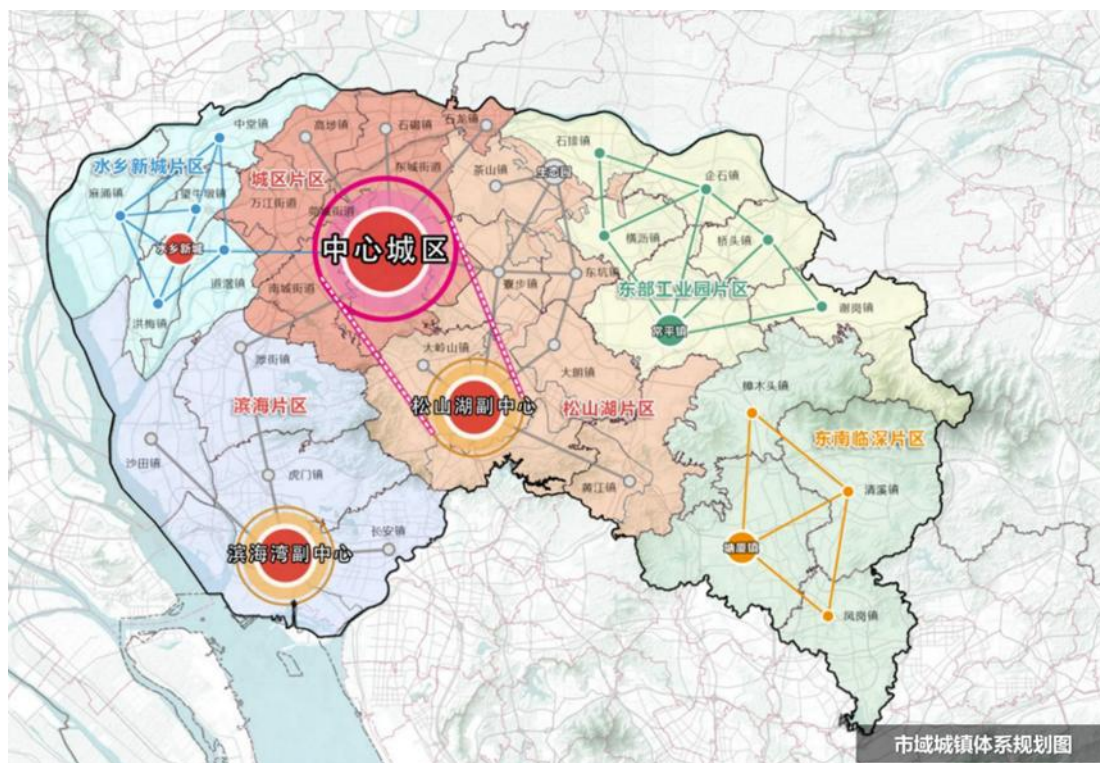 中堂镇
高埗镇
石碣镇
石龙镇
水乡新城片区
城区片区
东城街道
茶山镇
生态园
石排镇
企石镇
麻涌镇
望牛墩镇
万江街道
莞城街道
水乡新城
中心城区
横沥镇
桥头镇
道滘镇
南城街道
寮步镇
东坑镇
东部工业园片区
洪梅镇
常平镇
谢岗镇
厚街镇
大岭山镇
大朗镇
樟木头镇
滨海片区
松山湖副中心
松山湖片区
东南临深片区
沙田镇
虎门镇
黄江镇
清溪镇
滨海湾副中心
长安镇
塘厦镇
凤岗镇
市域城镇体系规划图